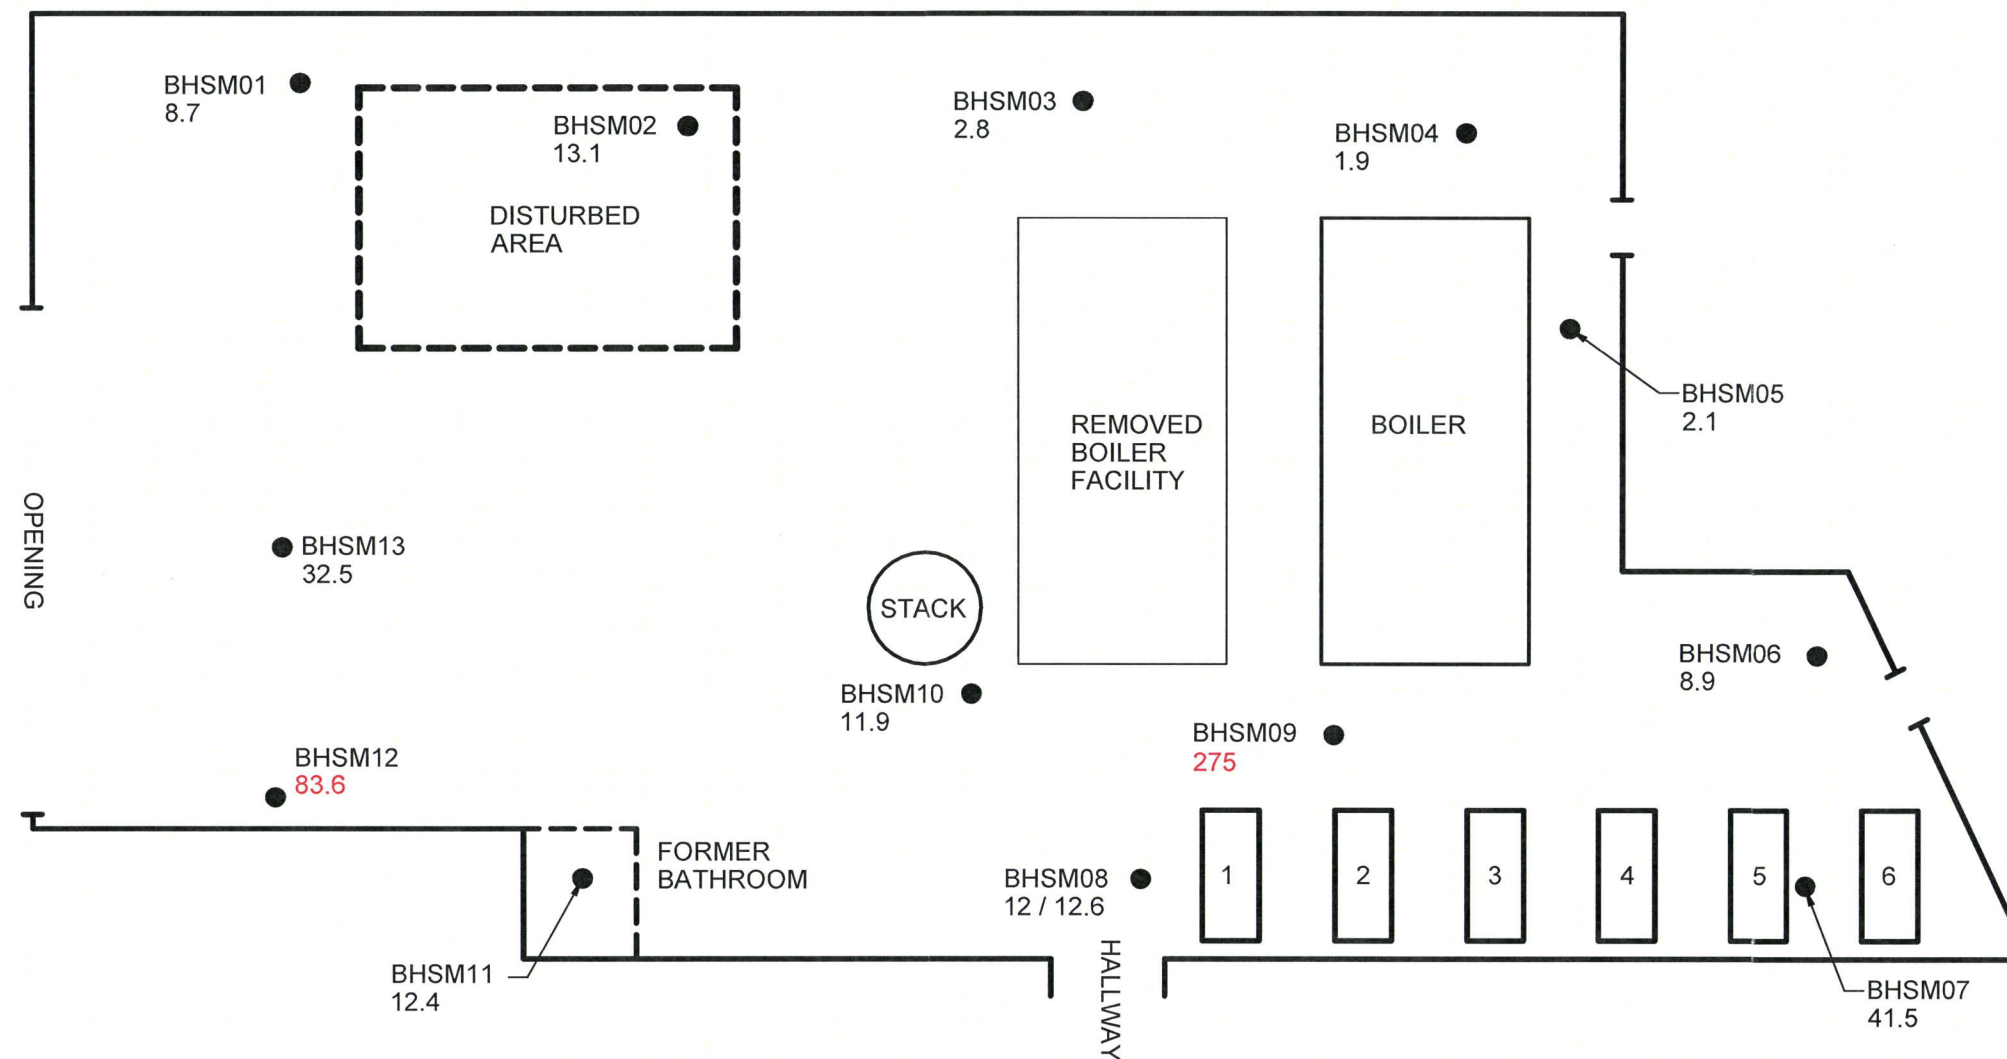 BHSM01
8.7
BHSM02
13.1
DISTURBED
AREA
BHSM03
2.8
BHSM04
1.9
BHSM05
2.1
REMOVED
BOILER
FACILITY
BOILER
OPENING
BHSM13
32.5
STACK
BHSM10
11.9
BHSM06
8.9
BHSM09
275
BHSM12
83.6
FORMER
BATHROOM
BHSM08
12 / 12.6
1
2
3
4
5
6
BHSM11
12.4
HALLWAY
BHSM07
41.5